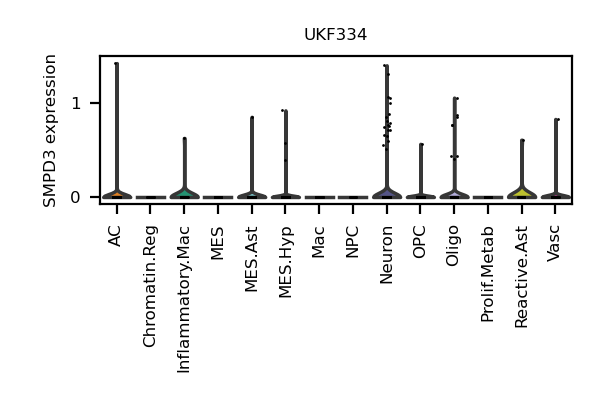 UKF334
SMPD3 expression
1
0
AC
Chromatin.Reg
Inflammatory.Mac
MES
MES.Ast
MES.Hyp
Mac
NPC
Neuron
OPC
Oligo
Prolif.Metab
Reactive.Ast
Vasc